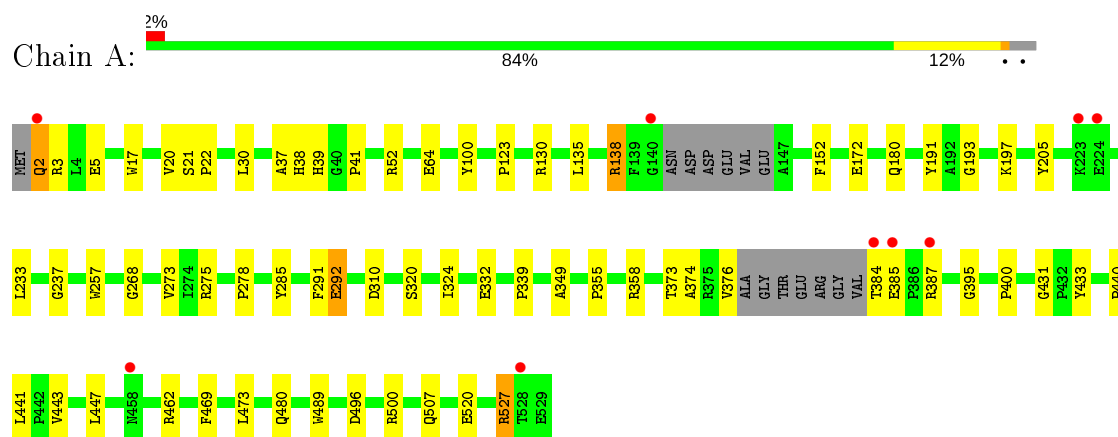 2%
Chain A:
84% 12% • •
MET Q2 R3 L4 E5 W17 V20 S21 P22 L30 A37 H38 H39 G40 P41 R52 E64 Y100 P123 R130 L135 R138 F139 G140 ASN ASP ASP GLU VAL GLU A147 F152 E172 Q180 Y191 A192 G193 K197 Y205 K223 E224
L233 G237 W257 G268 V273 I274 R275 P278 Y285 F291 E292 D310 S320 I324 E332 P339 A349 P355 R358 T373 A374 R375 V376 ALA GLY THR GLU ARG GLY VAL T384 E385 P386 R387 G395 P400 G431 P432 Y433
L441 P442 V443 L447 N458 R462 F469 L473 Q480 W489 D496 R500 Q507 E520 R527 T528 E529